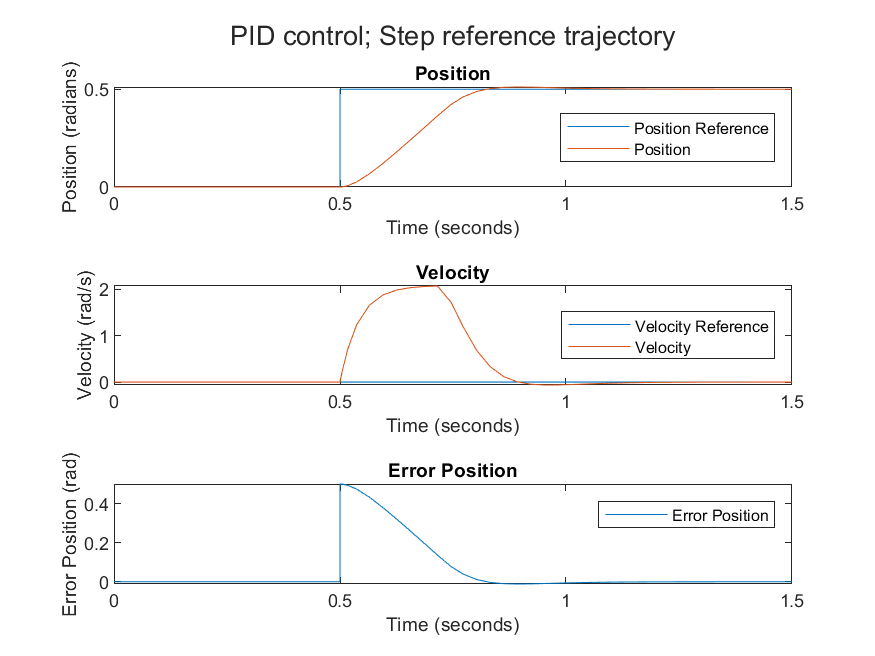 PID control; Step reference trajectory
Position
Position (radians)
0.5
0
Position Reference
Position
0 0.5 1 1.5
Time (seconds)
Velocity
Velocity (rad/s)
2
1
0
Velocity Reference
Velocity
0 0.5 1 1.5
Time (seconds)
Error Position
Error Position (rad)
0.4
0.2
0
Error Position
0 0.5 1 1.5
Time (seconds)